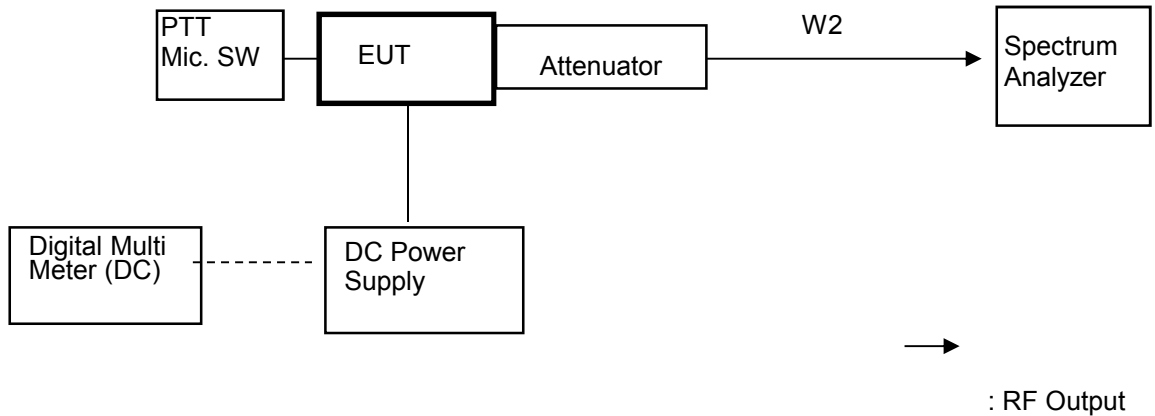 PTT
Mic. SW
EUT
Attenuator
W2
Spectrum
Analyzer
Digital Multi
Meter (DC)
DC Power
Supply
: RF Output